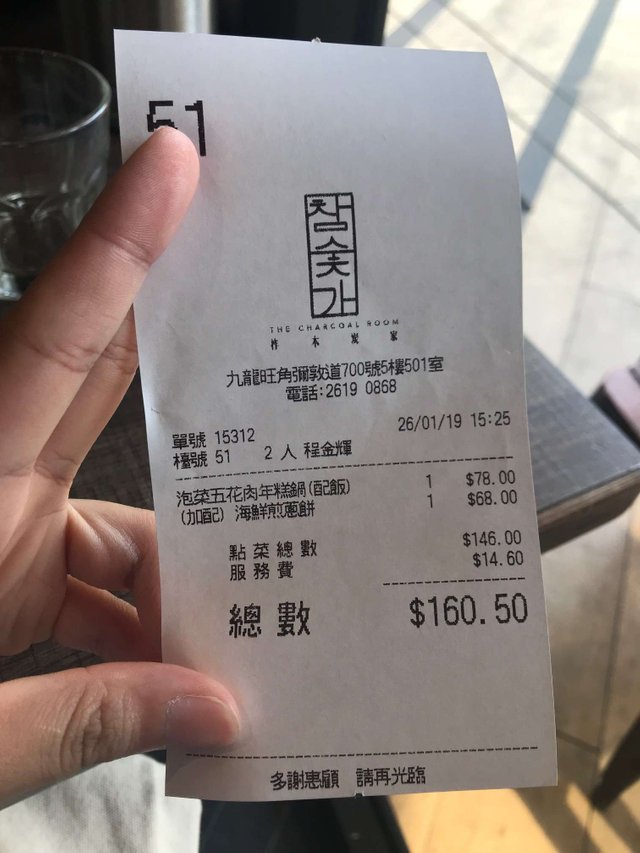 51
참숯가
THE CHARCOAL ROOM
柞木炭家
九龍旺角彌敦道700號5樓501室
電話:2619 0868
單號 15312 26/01/19 15:25
檯號 51 2 人 程金輝
泡菜五花肉年糕鍋(配飯) 1 $78.00
(加配) 海鮮煎蔥餅 1 $68.00
點菜總數 $146.00
服務費 $14.60
總數 $160.50
多謝惠顧 請再光臨